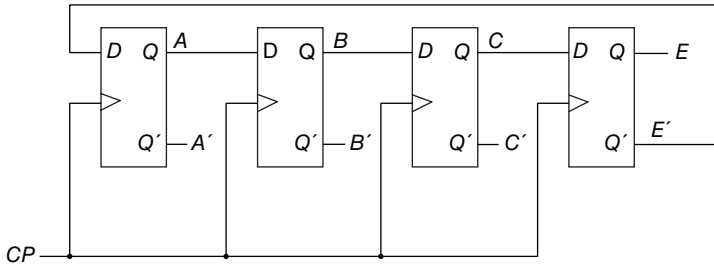 D Q A D Q B D Q C D Q E
Q´ A´ Q´ B´ Q´ C´ Q´ E´
CP